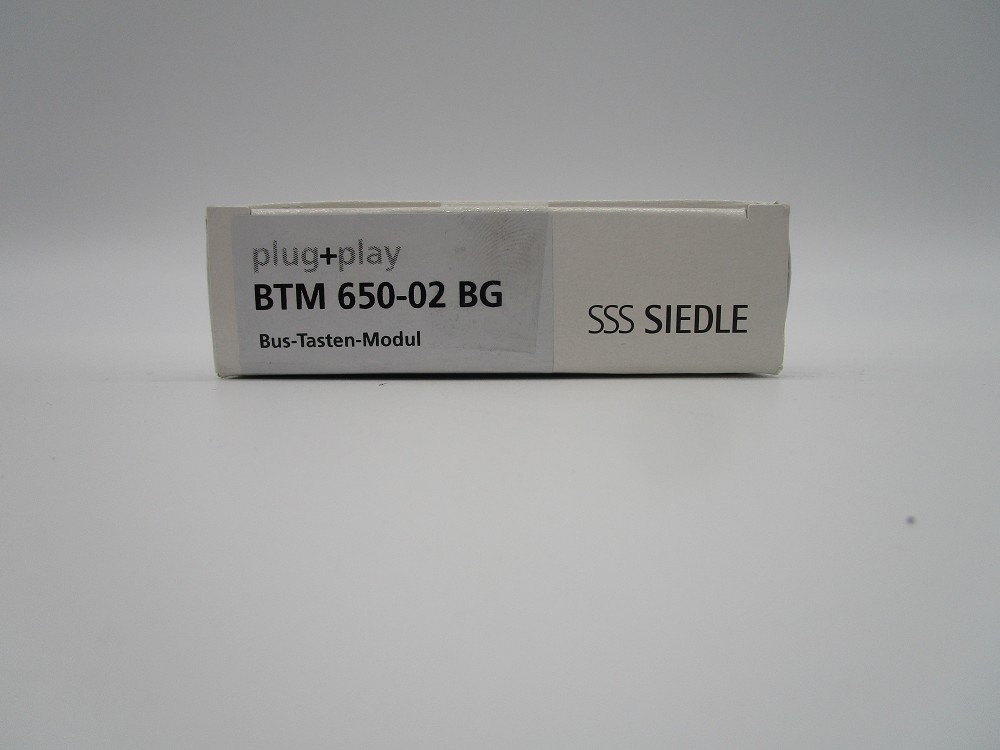 plug+play
BTM 650-02 BG
Bus-Tasten-Modul
SSS SIEDLE